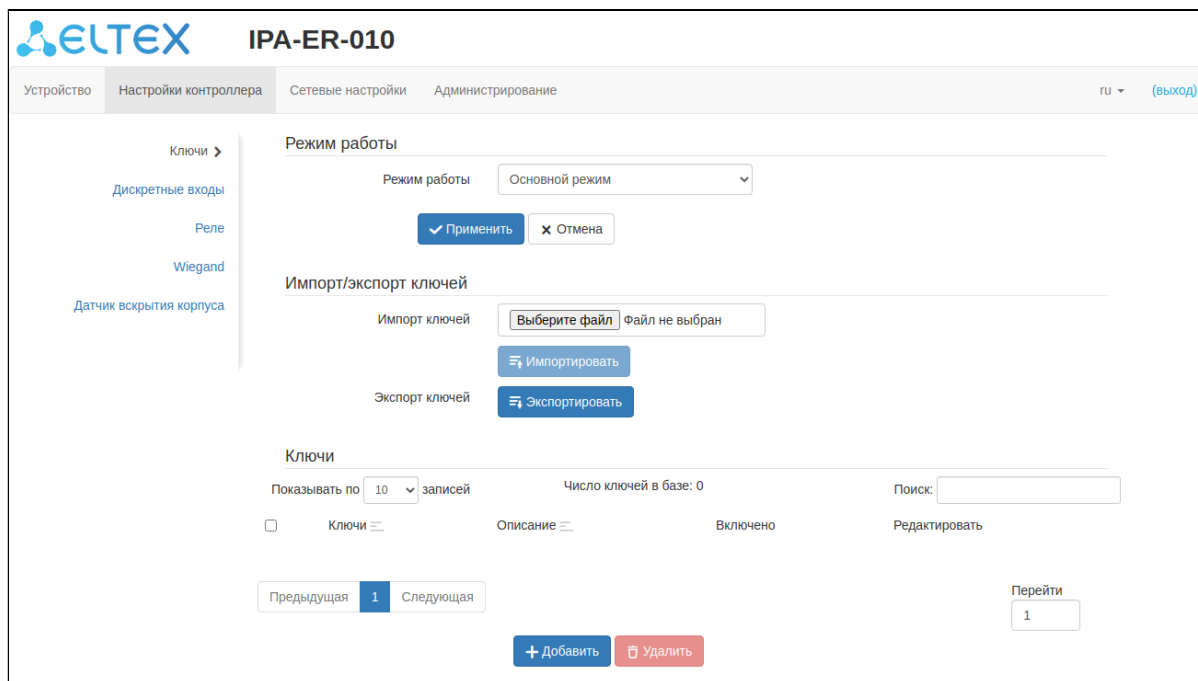 ELTEX IPA-ER-010
Устройство Настройки контроллера Сетевые настройки Администрирование ru (выход)
Ключи
Дискретные входы
Реле
Wiegand
Датчик вскрытия корпуса
Режим работы
Режим работы Основной режим
Применить Отмена
Импорт/экспорт ключей
Импорт ключей Выберите файл Файл не выбран
Импортировать
Экспорт ключей Экспортировать
Ключи
Показывать по 10 записей Число ключей в базе: 0 Поиск:
Ключи Описание Включено Редактировать
Предыдущая 1 Следующая Перейти
1
Добавить Удалить